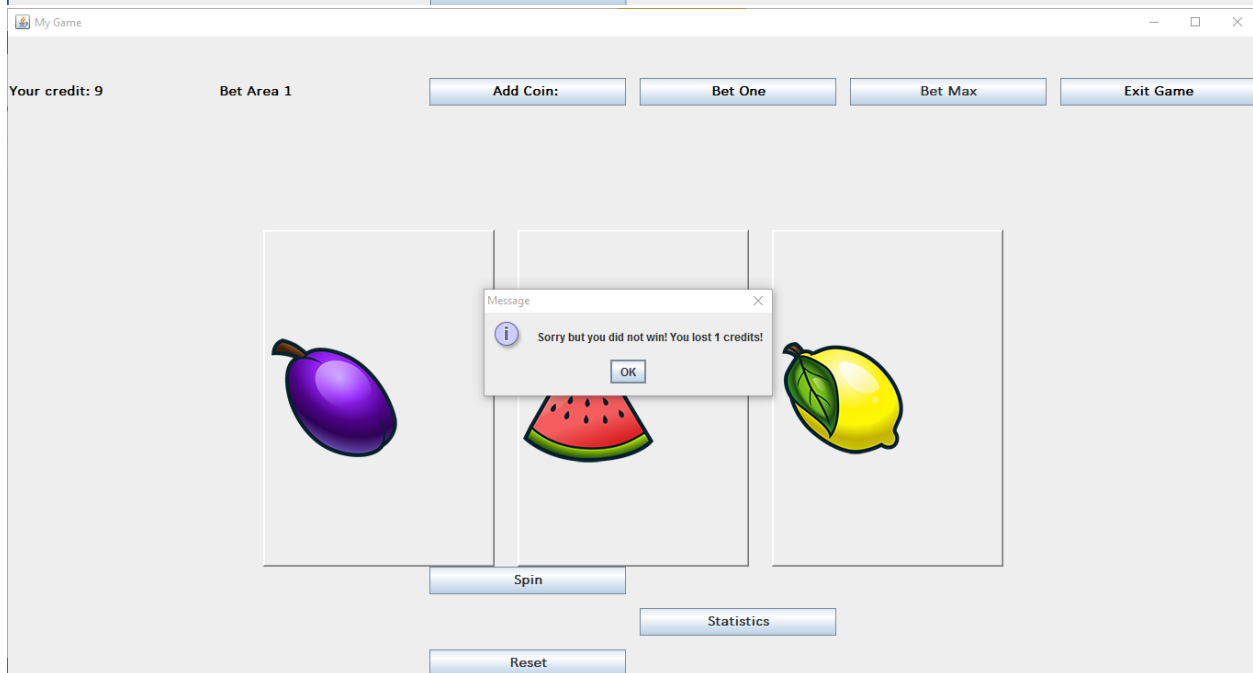 My Game
Your credit: 9 Bet Area 1 Add Coin: Bet One Bet Max Exit Game
Message
i
Sorry but you did not win! You lost 1 credits!
OK
Spin
Statistics
Reset